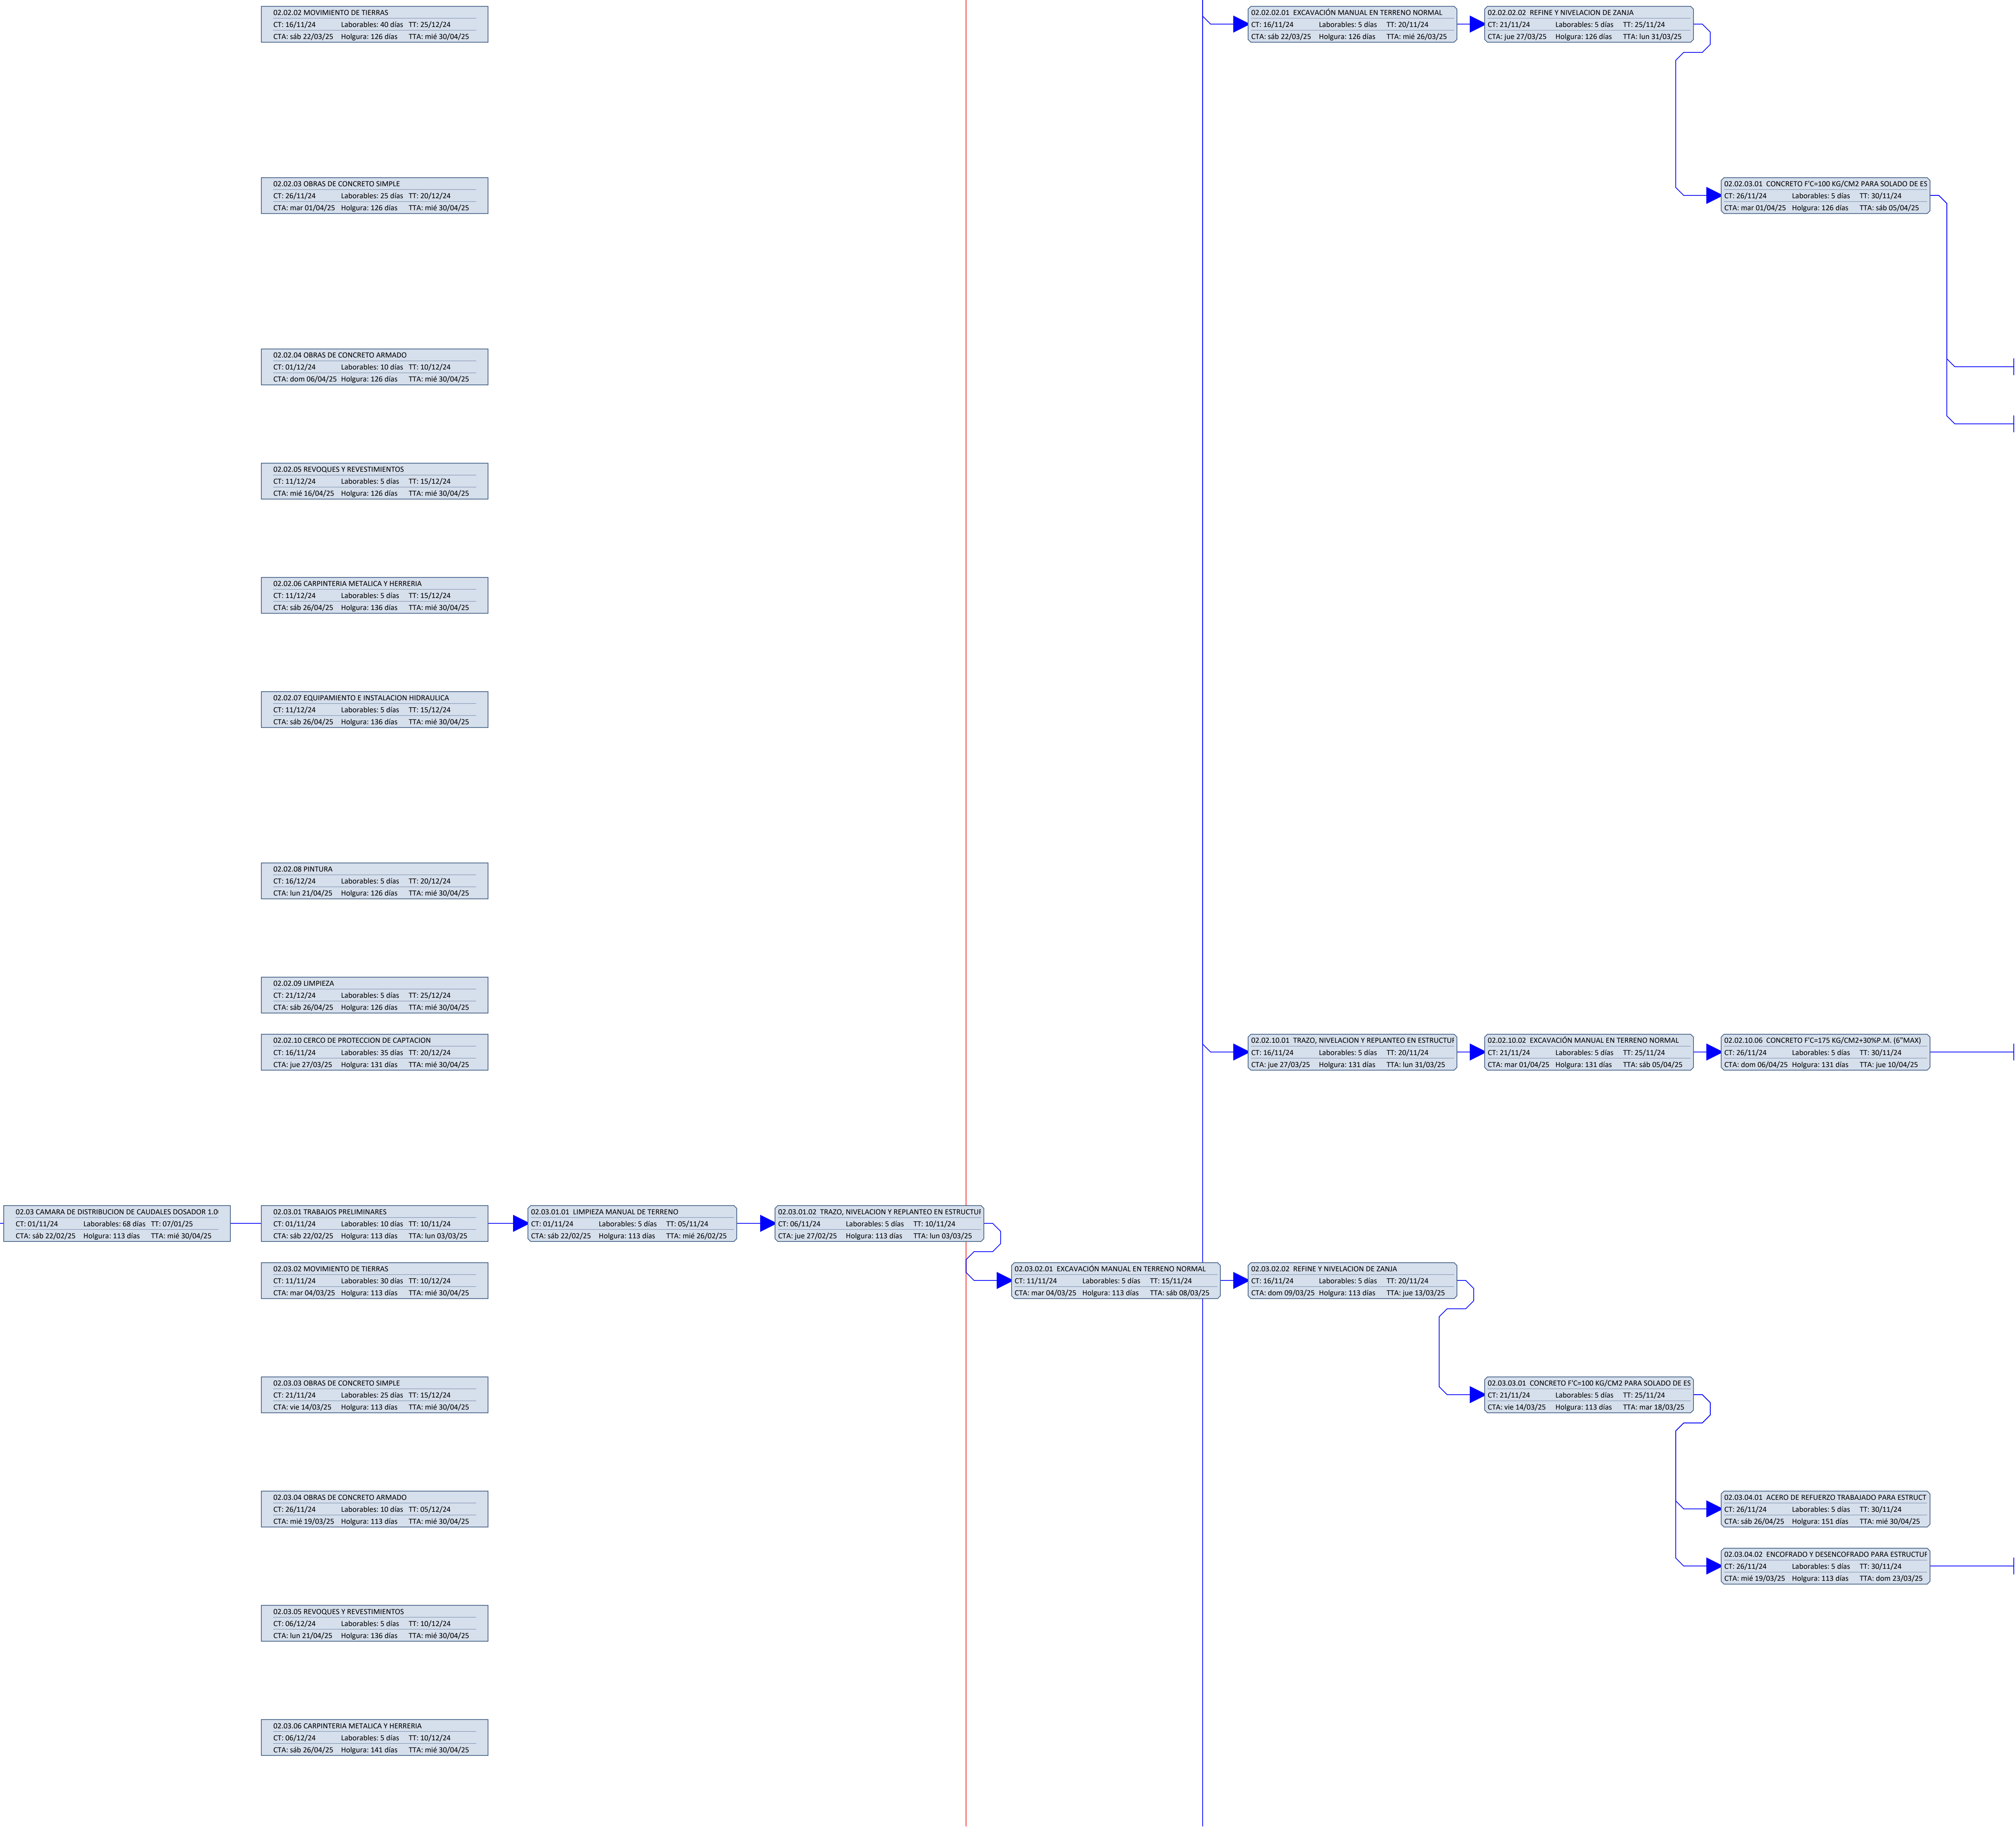 02.02.02 MOVIMIENTO DE TIERRAS
CT: 16/11/24 Laborables: 40 días TT: 25/12/24
CTA: sáb 22/03/25 Holgura: 126 días TTA: mié 30/04/25
02.02.02.01 EXCAVACIÓN MANUAL EN TERRENO NORMAL
CT: 16/11/24 Laborables: 5 días TT: 20/11/24
CTA: sáb 22/03/25 Holgura: 126 días TTA: mié 26/03/25
02.02.02.02 REFINE Y NIVELACION DE ZANJA
CT: 21/11/24 Laborables: 5 días TT: 25/11/24
CTA: jue 27/03/25 Holgura: 126 días TTA: lun 31/03/25
02.02.03 OBRAS DE CONCRETO SIMPLE
CT: 26/11/24 Laborables: 25 días TT: 20/12/24
CTA: mar 01/04/25 Holgura: 126 días TTA: mié 30/04/25
02.02.03.01 CONCRETO F'C=100 KG/CM2 PARA SOLADO DE ES
CT: 26/11/24 Laborables: 5 días TT: 30/11/24
CTA: mar 01/04/25 Holgura: 126 días TTA: sáb 05/04/25
02.02.04 OBRAS DE CONCRETO ARMADO
CT: 01/12/24 Laborables: 10 días TT: 10/12/24
CTA: dom 06/04/25 Holgura: 126 días TTA: mié 30/04/25
02.02.05 REVOQUES Y REVESTIMIENTOS
CT: 11/12/24 Laborables: 5 días TT: 15/12/24
CTA: mié 16/04/25 Holgura: 126 días TTA: mié 30/04/25
02.02.06 CARPINTERIA METALICA Y HERRERIA
CT: 11/12/24 Laborables: 5 días TT: 15/12/24
CTA: sáb 26/04/25 Holgura: 136 días TTA: mié 30/04/25
02.02.07 EQUIPAMIENTO E INSTALACION HIDRAULICA
CT: 11/12/24 Laborables: 5 días TT: 15/12/24
CTA: sáb 26/04/25 Holgura: 136 días TTA: mié 30/04/25
02.02.08 PINTURA
CT: 16/12/24 Laborables: 5 días TT: 20/12/24
CTA: lun 21/04/25 Holgura: 126 días TTA: mié 30/04/25
02.02.09 LIMPIEZA
CT: 21/12/24 Laborables: 5 días TT: 25/12/24
CTA: sáb 26/04/25 Holgura: 126 días TTA: mié 30/04/25
02.02.10 CERCO DE PROTECCION DE CAPTACION
CT: 16/11/24 Laborables: 35 días TT: 20/12/24
CTA: jue 27/03/25 Holgura: 131 días TTA: mié 30/04/25
02.02.10.01 TRAZO, NIVELACION Y REPLANTEO EN ESTRUCTUR
CT: 16/11/24 Laborables: 5 días TT: 20/11/24
CTA: jue 27/03/25 Holgura: 131 días TTA: lun 31/03/25
02.02.10.02 EXCAVACIÓN MANUAL EN TERRENO NORMAL
CT: 21/11/24 Laborables: 5 días TT: 25/11/24
CTA: mar 01/04/25 Holgura: 131 días TTA: sáb 05/04/25
02.02.10.06 CONCRETO F'C=175 KG/CM2+30%P.M. (6"MAX)
CT: 26/11/24 Laborables: 5 días TT: 30/11/24
CTA: dom 06/04/25 Holgura: 131 días TTA: jue 10/04/25
02.03 CAMARA DE DISTRIBUCION DE CAUDALES DOSADOR 1.0
CT: 01/11/24 Laborables: 68 días TT: 07/01/25
CTA: sáb 22/02/25 Holgura: 113 días TTA: mié 30/04/25
02.03.01 TRABAJOS PRELIMINARES
CT: 01/11/24 Laborables: 10 días TT: 10/11/24
CTA: sáb 22/02/25 Holgura: 113 días TTA: lun 03/03/25
02.03.01.01 LIMPIEZA MANUAL DE TERRENO
CT: 01/11/24 Laborables: 5 días TT: 05/11/24
CTA: sáb 22/02/25 Holgura: 113 días TTA: mié 26/02/25
02.03.01.02 TRAZO, NIVELACION Y REPLANTEO EN ESTRUCTUR
CT: 06/11/24 Laborables: 5 días TT: 10/11/24
CTA: jue 27/02/25 Holgura: 113 días TTA: lun 03/03/25
02.03.02 MOVIMIENTO DE TIERRAS
CT: 11/11/24 Laborables: 30 días TT: 10/12/24
CTA: mar 04/03/25 Holgura: 113 días TTA: mié 30/04/25
02.03.02.01 EXCAVACIÓN MANUAL EN TERRENO NORMAL
CT: 11/11/24 Laborables: 5 días TT: 15/11/24
CTA: mar 04/03/25 Holgura: 113 días TTA: sáb 08/03/25
02.03.02.02 REFINE Y NIVELACION DE ZANJA
CT: 16/11/24 Laborables: 5 días TT: 20/11/24
CTA: dom 09/03/25 Holgura: 113 días TTA: jue 13/03/25
02.03.03 OBRAS DE CONCRETO SIMPLE
CT: 21/11/24 Laborables: 25 días TT: 15/12/24
CTA: vie 14/03/25 Holgura: 113 días TTA: mié 30/04/25
02.03.03.01 CONCRETO F'C=100 KG/CM2 PARA SOLADO DE ES
CT: 21/11/24 Laborables: 5 días TT: 25/11/24
CTA: vie 14/03/25 Holgura: 113 días TTA: mar 18/03/25
02.03.04 OBRAS DE CONCRETO ARMADO
CT: 26/11/24 Laborables: 10 días TT: 05/12/24
CTA: mié 19/03/25 Holgura: 113 días TTA: mié 30/04/25
02.03.04.01 ACERO DE REFUERZO TRABAJADO PARA ESTRUCT
CT: 26/11/24 Laborables: 5 días TT: 30/11/24
CTA: sáb 26/04/25 Holgura: 151 días TTA: mié 30/04/25
02.03.04.02 ENCOFRADO Y DESENCOFRADO PARA ESTRUCTUR
CT: 26/11/24 Laborables: 5 días TT: 30/11/24
CTA: mié 19/03/25 Holgura: 113 días TTA: dom 23/03/25
02.03.05 REVOQUES Y REVESTIMIENTOS
CT: 06/12/24 Laborables: 5 días TT: 10/12/24
CTA: lun 21/04/25 Holgura: 136 días TTA: mié 30/04/25
02.03.06 CARPINTERIA METALICA Y HERRERIA
CT: 06/12/24 Laborables: 5 días TT: 10/12/24
CTA: sáb 26/04/25 Holgura: 141 días TTA: mié 30/04/25